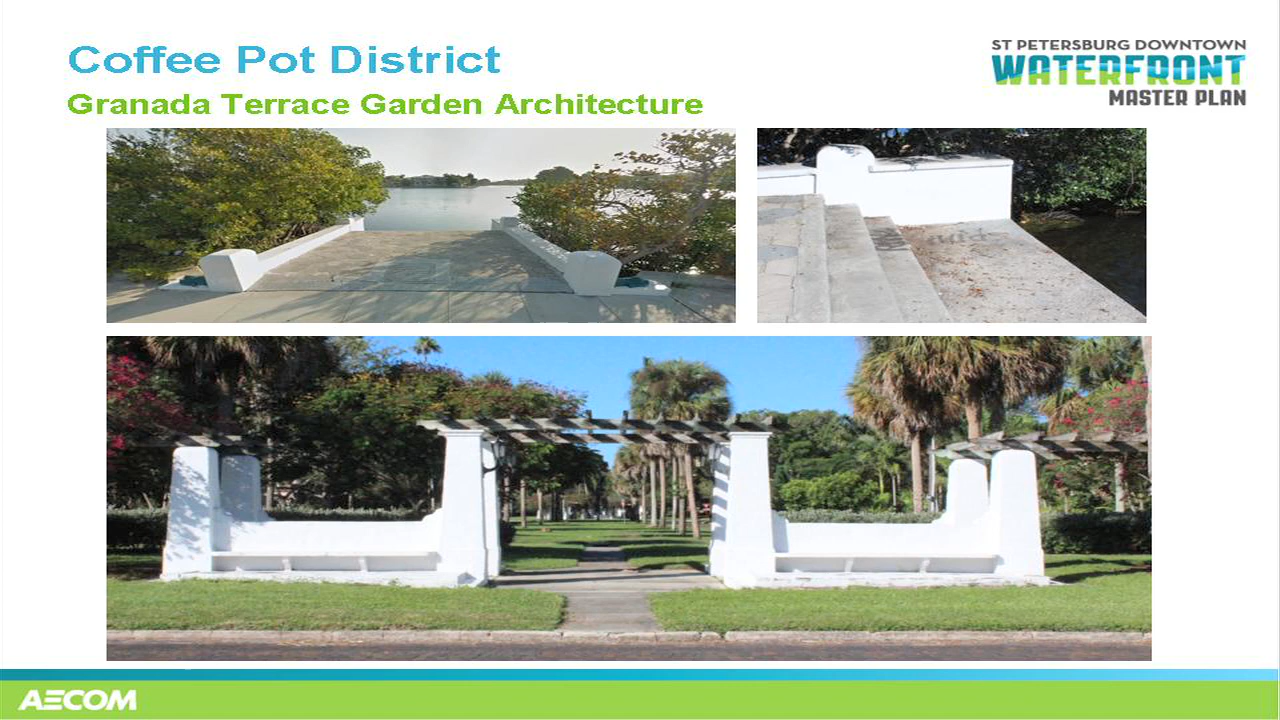 Coffee Pot District
Granada Terrace Garden Architecture
ST PETERSBURG DOWNTOWN
WATERFRONT
MASTER PLAN
AECOM